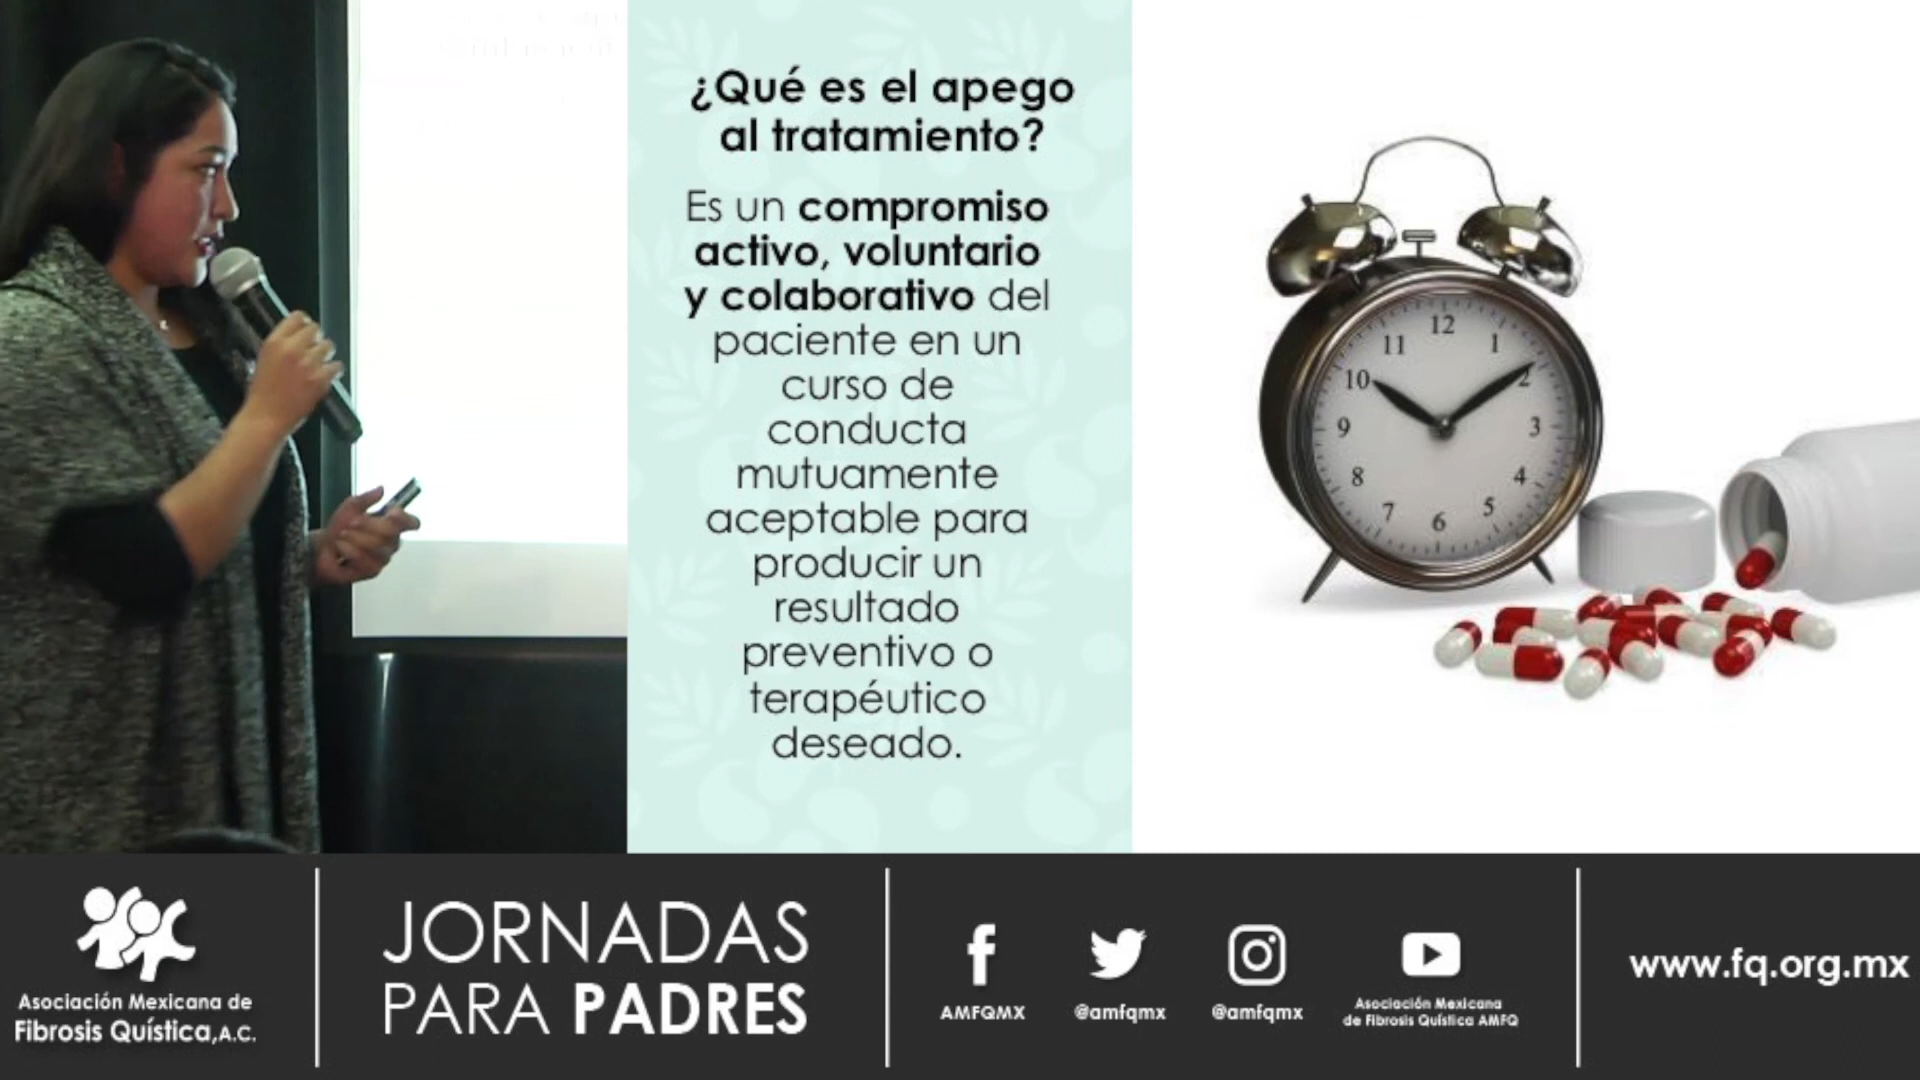 ¿Qué es el apego
al tratamiento?
Es un compromiso
activo, voluntario
y colaborativo del
paciente en un
curso de
conducta
mutuamente
aceptable para
producir un
resultado
preventivo o
terapéutico
deseado.
12
1
2
3
4
5
6
7
8
9
10
11
Asociación Mexicana de
Fibrosis Quística, A.C.
JORNADAS
PARA PADRES
AMFQMX
@amfqmx
@amfqmx
Asociación Mexicana
de Fibrosis Quística AMFQ
www.fq.org.mx